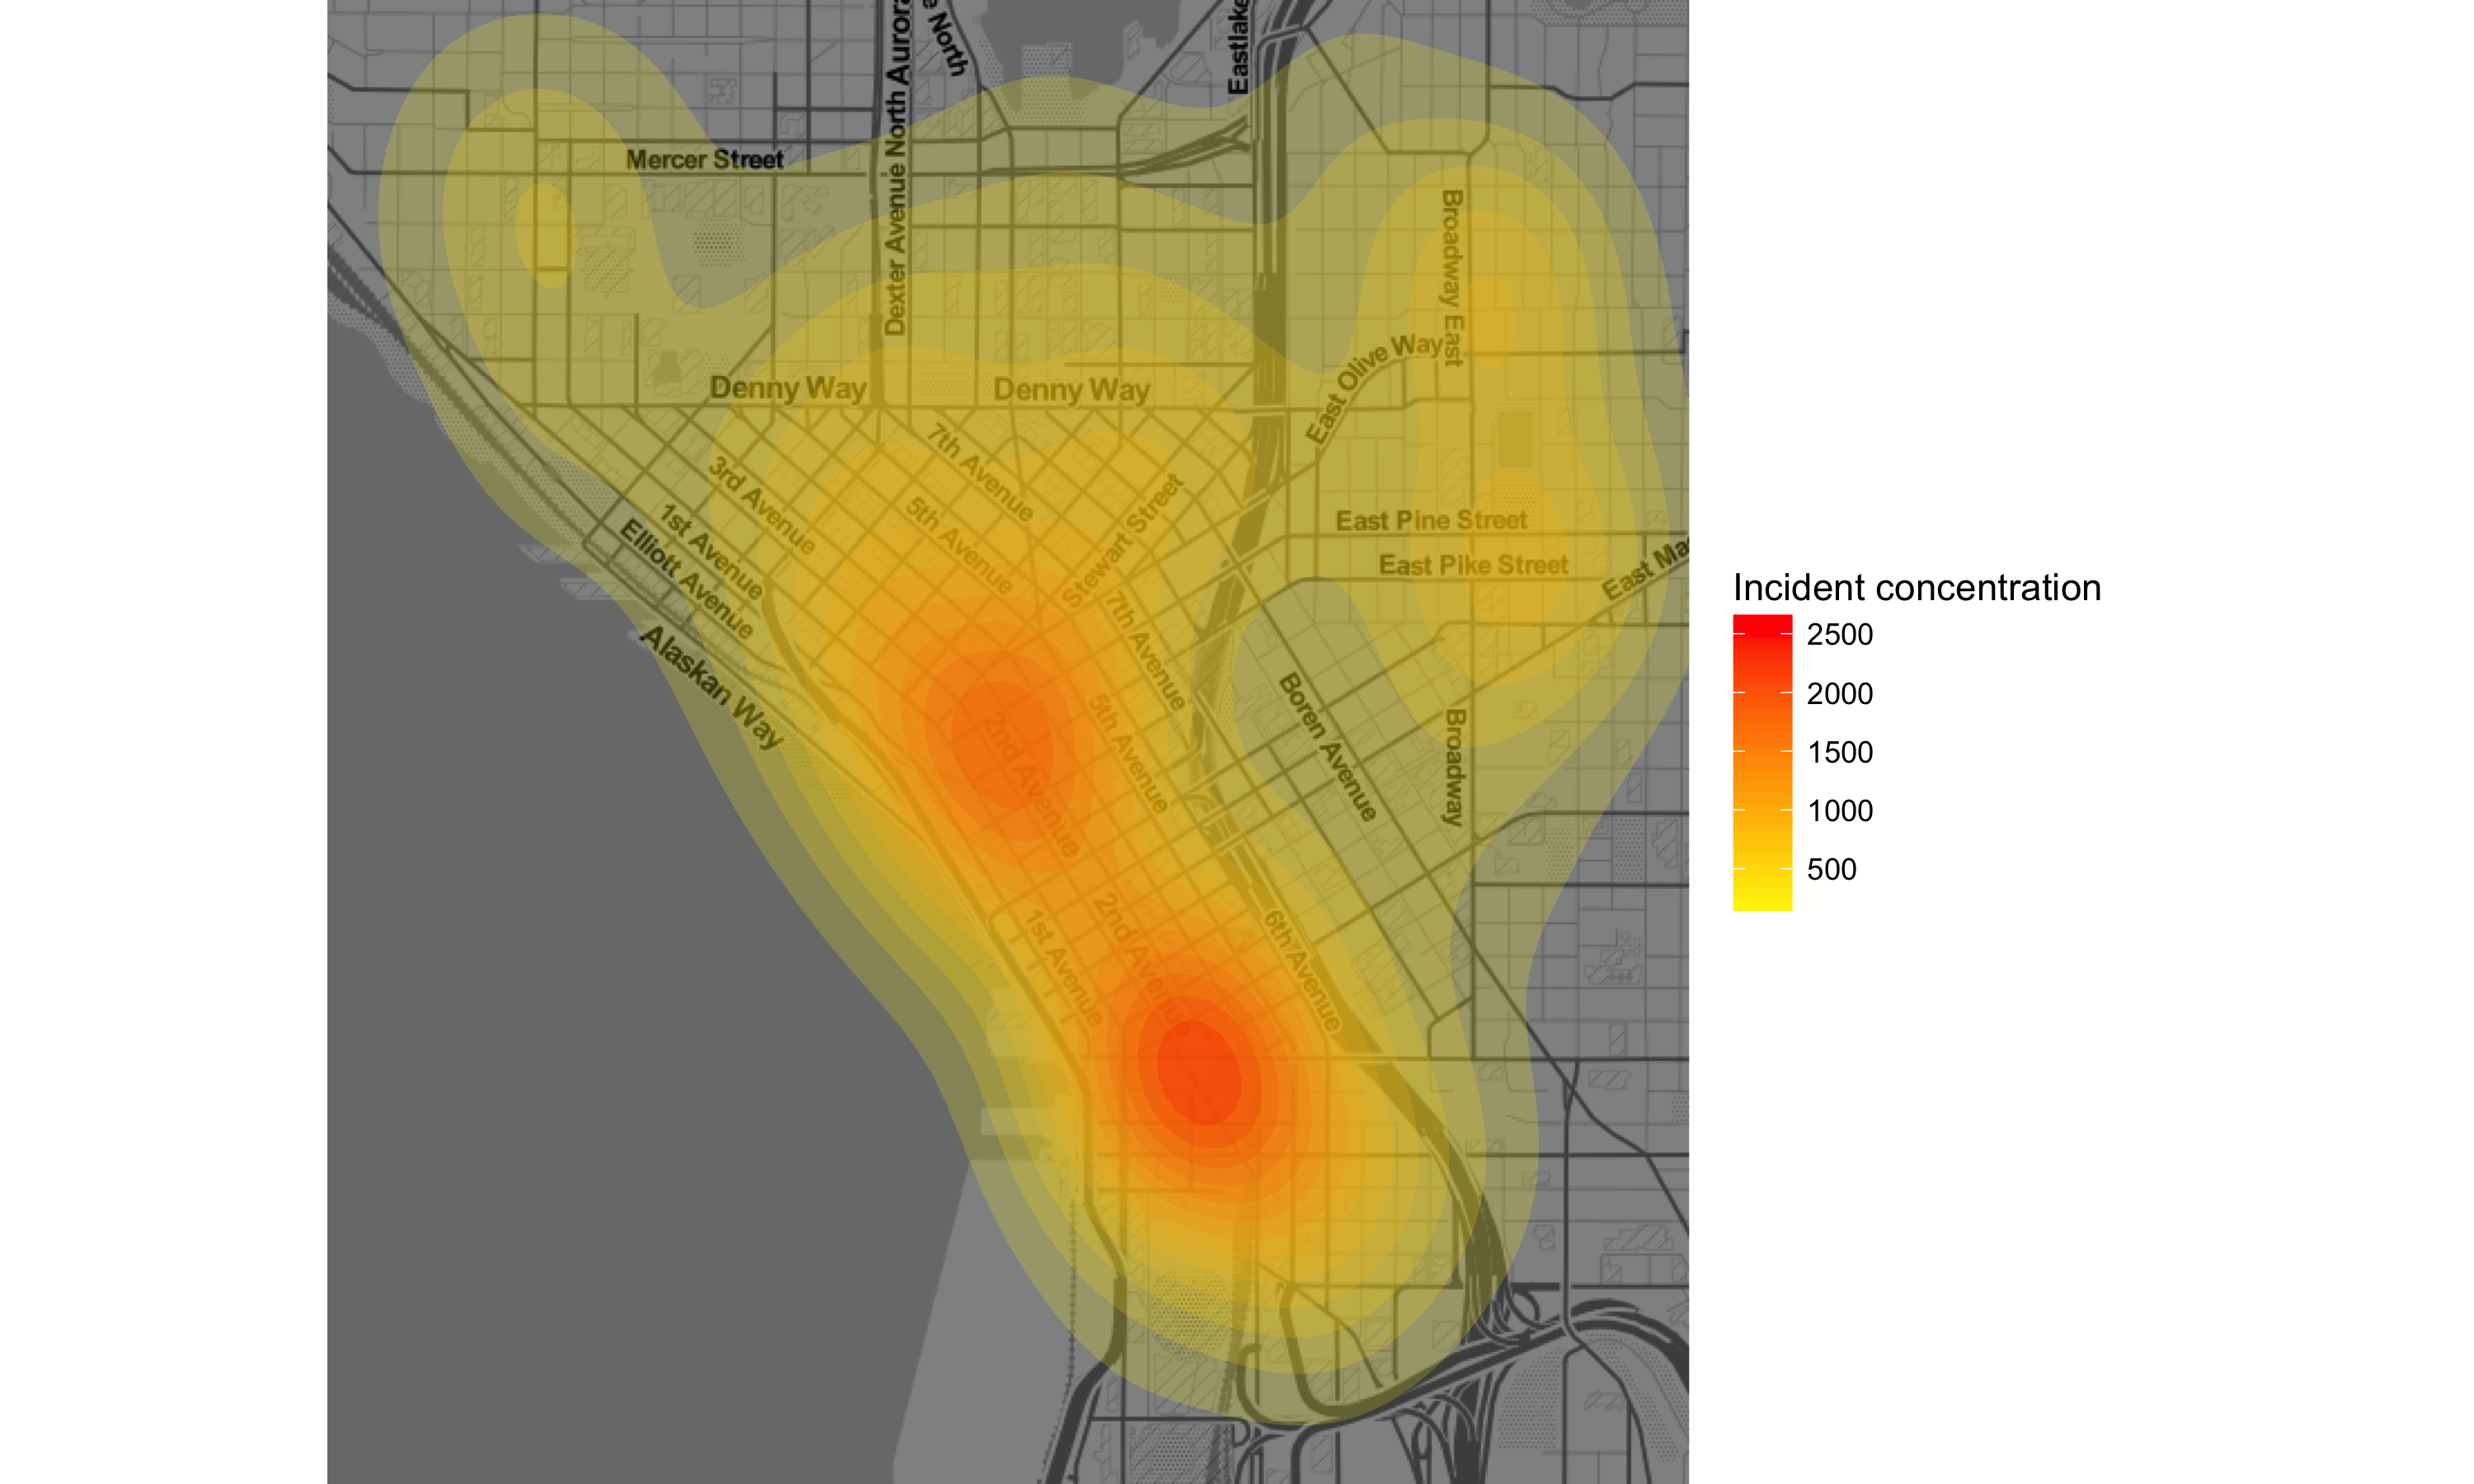 Aurora
e North
Eastlake
Mercer Street
Dexter Avenue North
Broadway East
East Olive Way
Denny Way
Denny Way
7th Avenue
3rd Avenue
5th Avenue
Stewart Street
1st Avenue
Elliott Avenue
East Pine Street
East Pike Street
East Ma
Alaskan Way
7th Avenue
5th Avenue
2nd Avenue
Boren Avenue
Broadway
1st Avenue
2nd Avenue
6th Avenue
Incident concentration
2500
2000
1500
1000
500